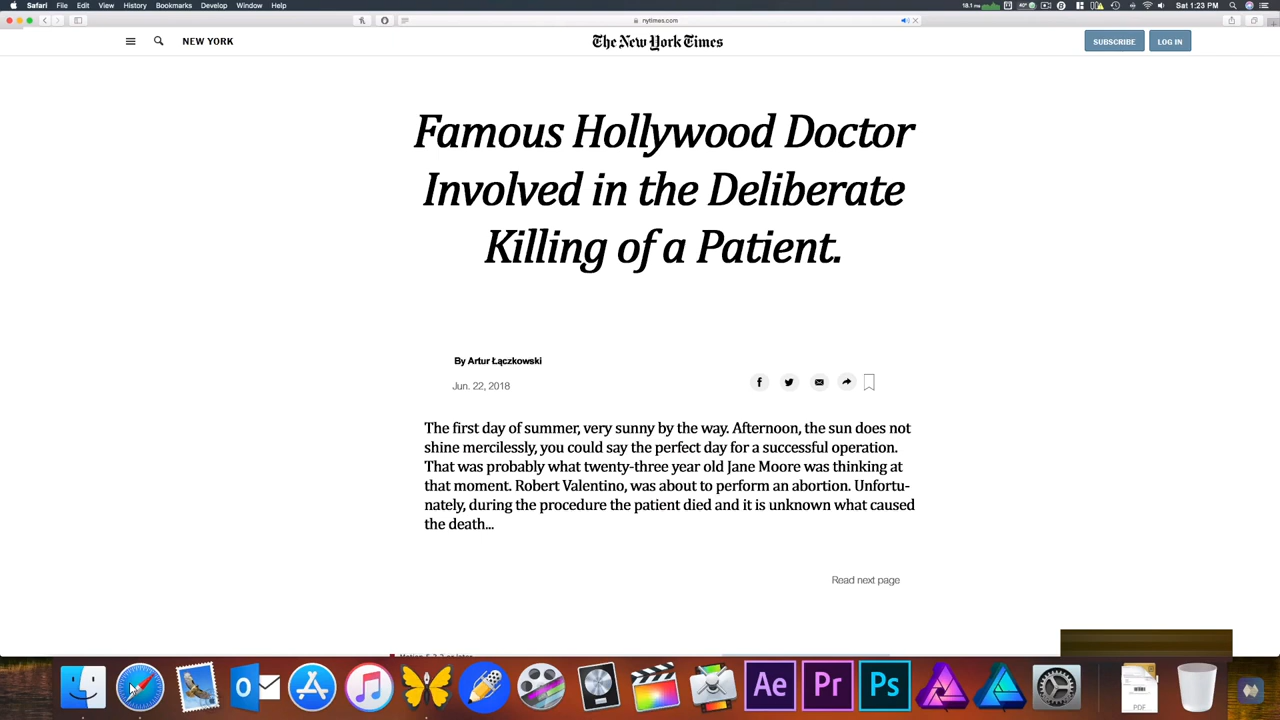 Safari File Edit View History Bookmarks Develop Window Help Sat 1:23 PM
nytimes.com
NEW YORK The New York Times SUBSCRIBE LOG IN
Famous Hollywood Doctor
Involved in the Deliberate
Killing of a Patient.
By Artur Łączkowski
Jun. 22, 2018
The first day of summer, very sunny by the way. Afternoon, the sun does not
shine mercilessly, you could say the perfect day for a successful operation.
That was probably what twenty-three year old Jane Moore was thinking at
that moment. Robert Valentino, was about to perform an abortion. Unfortu-
nately, during the procedure the patient died and it is unknown what caused
the death...
Read next page
Ae Pr Ps
PDF